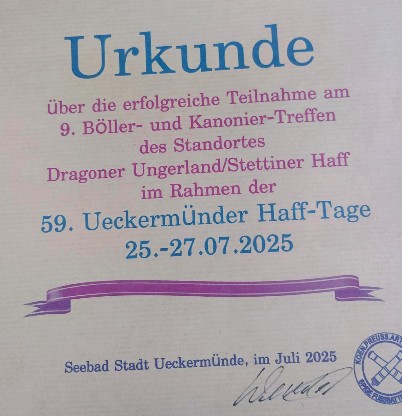 Urkunde
über die erfolgreiche Teilnahme am
9. Böller- und Kanonier-Treffen
des Standortes
Dragoner Ungerland/Stettiner Haff
im Rahmen der
59. UeckermÜnder Haff-Tage
25.-27.07.2025
Seebad Stadt UeckermÜnde, im Juli 2025